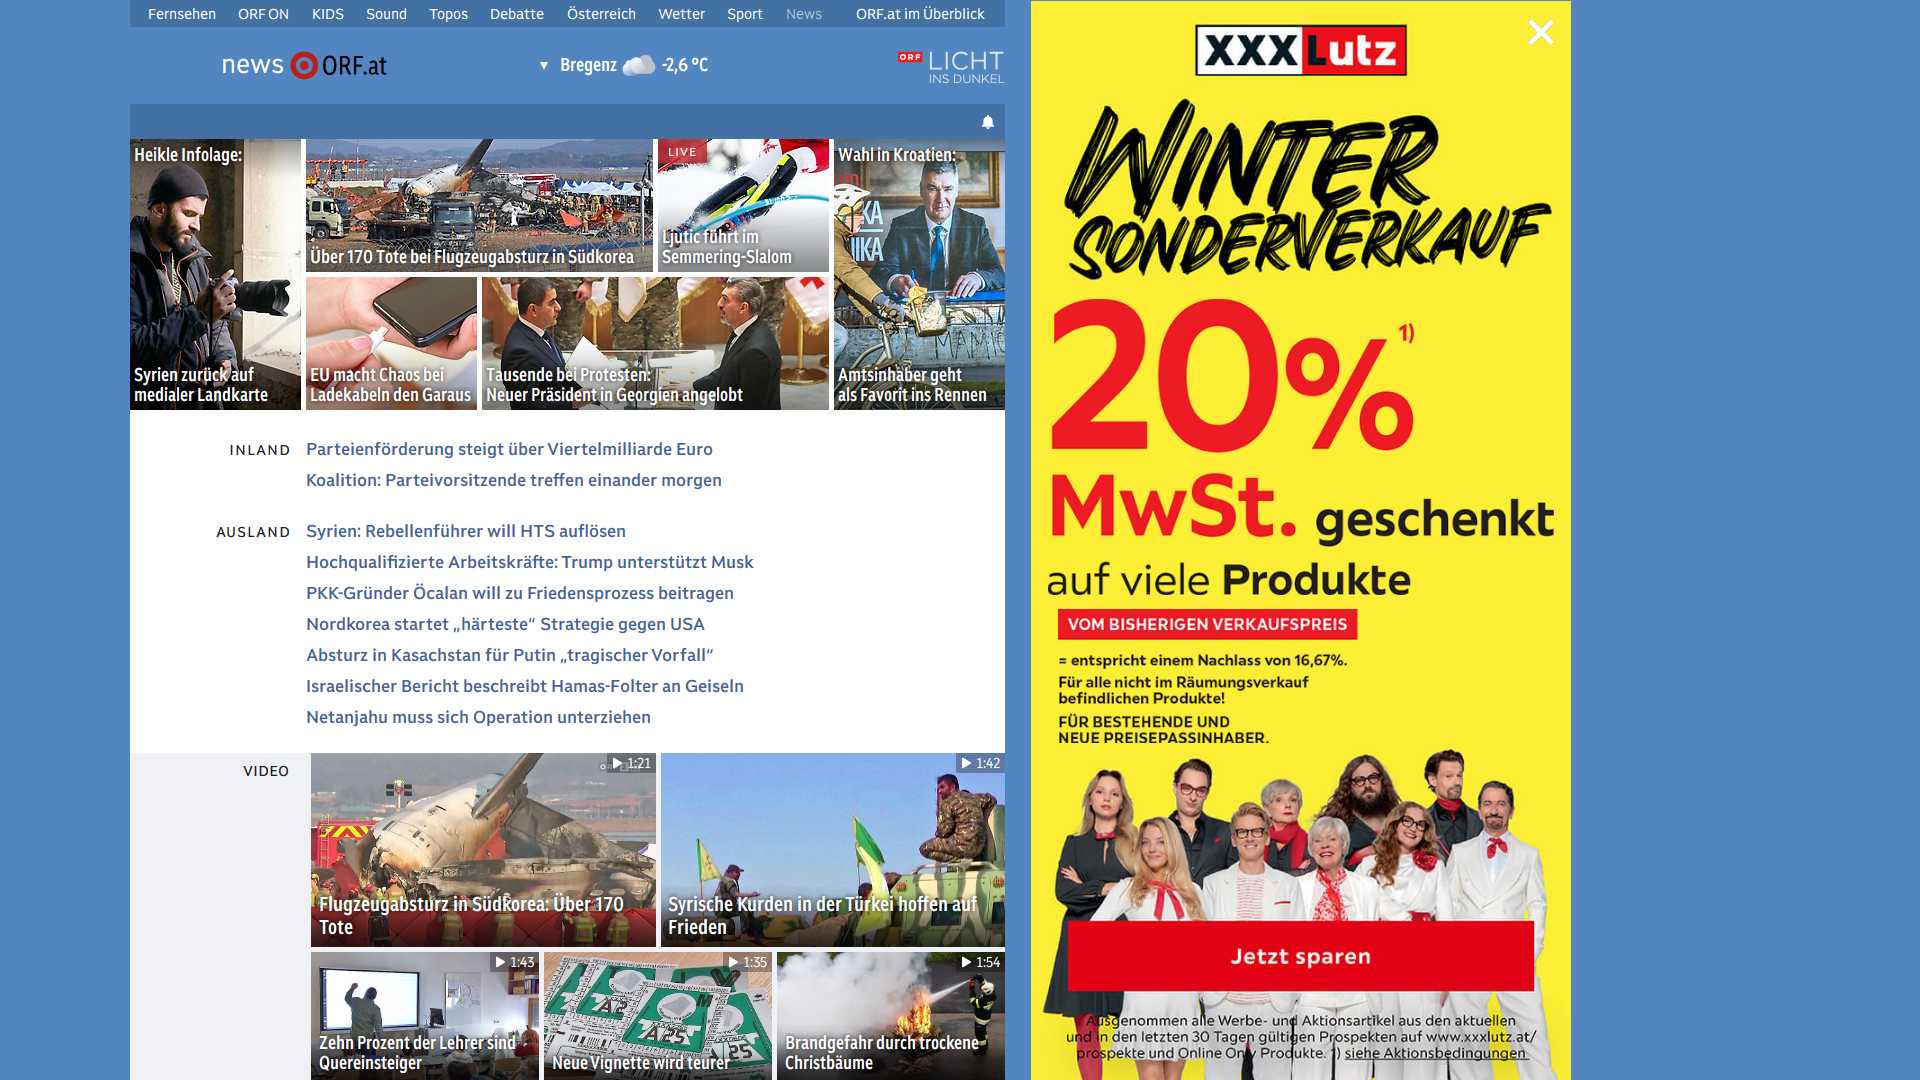 Fernsehen ORF ON KIDS Sound Topos Debatte Österreich Wetter Sport News ORF.at im Überblick
news ORF.at
▼ Bregenz -2,6 °C
ORF LICHT
INS DUNKEL
Heikle Infolage:
Syrien zurück auf
medialer Landkarte
Über 170 Tote bei Flugzeugabsturz in Südkorea
LIVE
Ljutic führt im
Semmering-Slalom
Wahl in Kroatien:
Amtsinhaber geht
als Favorit ins Rennen
EU macht Chaos bei
Ladekabeln den Garaus
Tausende bei Protesten:
Neuer Präsident in Georgien angelobt
INLAND
Parteienförderung steigt über Viertelmilliarde Euro
Koalition: Parteivorsitzende treffen einander morgen
AUSLAND
Syrien: Rebellenführer will HTS auflösen
Hochqualifizierte Arbeitskräfte: Trump unterstützt Musk
PKK-Gründer Öcalan will zu Friedensprozess beitragen
Nordkorea startet „härteste“ Strategie gegen USA
Absturz in Kasachstan für Putin „tragischer Vorfall“
Israelischer Bericht beschreibt Hamas-Folter an Geiseln
Netanjahu muss sich Operation unterziehen
VIDEO
1:21
Flugzeugabsturz in Südkorea: Über 170
Tote
1:42
Syrische Kurden in der Türkei hoffen auf
Frieden
1:43
Zehn Prozent der Lehrer sind
Quereinsteiger
1:35
A2
A25
M
Neue Vignette wird teurer
1:54
Brandgefahr durch trockene
Christbäume
XXXLutz
WINTER
SONDERVERKAUF
20% 1)
MwSt. geschenkt
auf viele Produkte
VOM BISHERIGEN VERKAUFSPREIS
= entspricht einem Nachlass von 16,67%.
Für alle nicht im Räumungsverkauf
befindlichen Produkte!
FÜR BESTEHENDE UND
NEUE PREISEPASSINHABER.
Jetzt sparen
Ausgenommen alle Werbe- und Aktionsartikel aus den aktuellen
und in den letzten 30 Tagen gültigen Prospekten auf www.xxxlutz.at/
prospekte und Online Only Produkte. 1) siehe Aktionsbedingungen